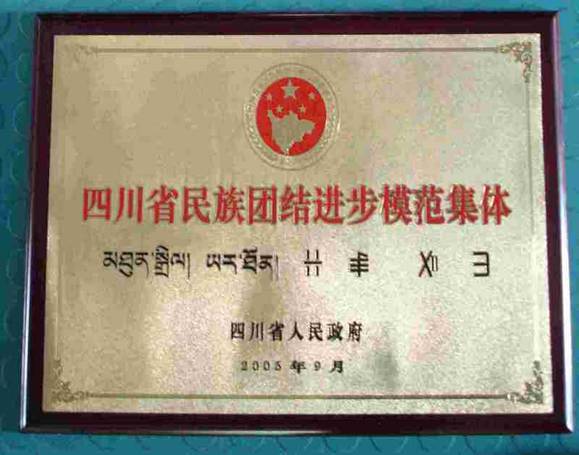 四川省民族团结进步模范集体
མཐུན་སྒྲིལ། ཡར་ཐོན།
四川省人民政府
2005年9月